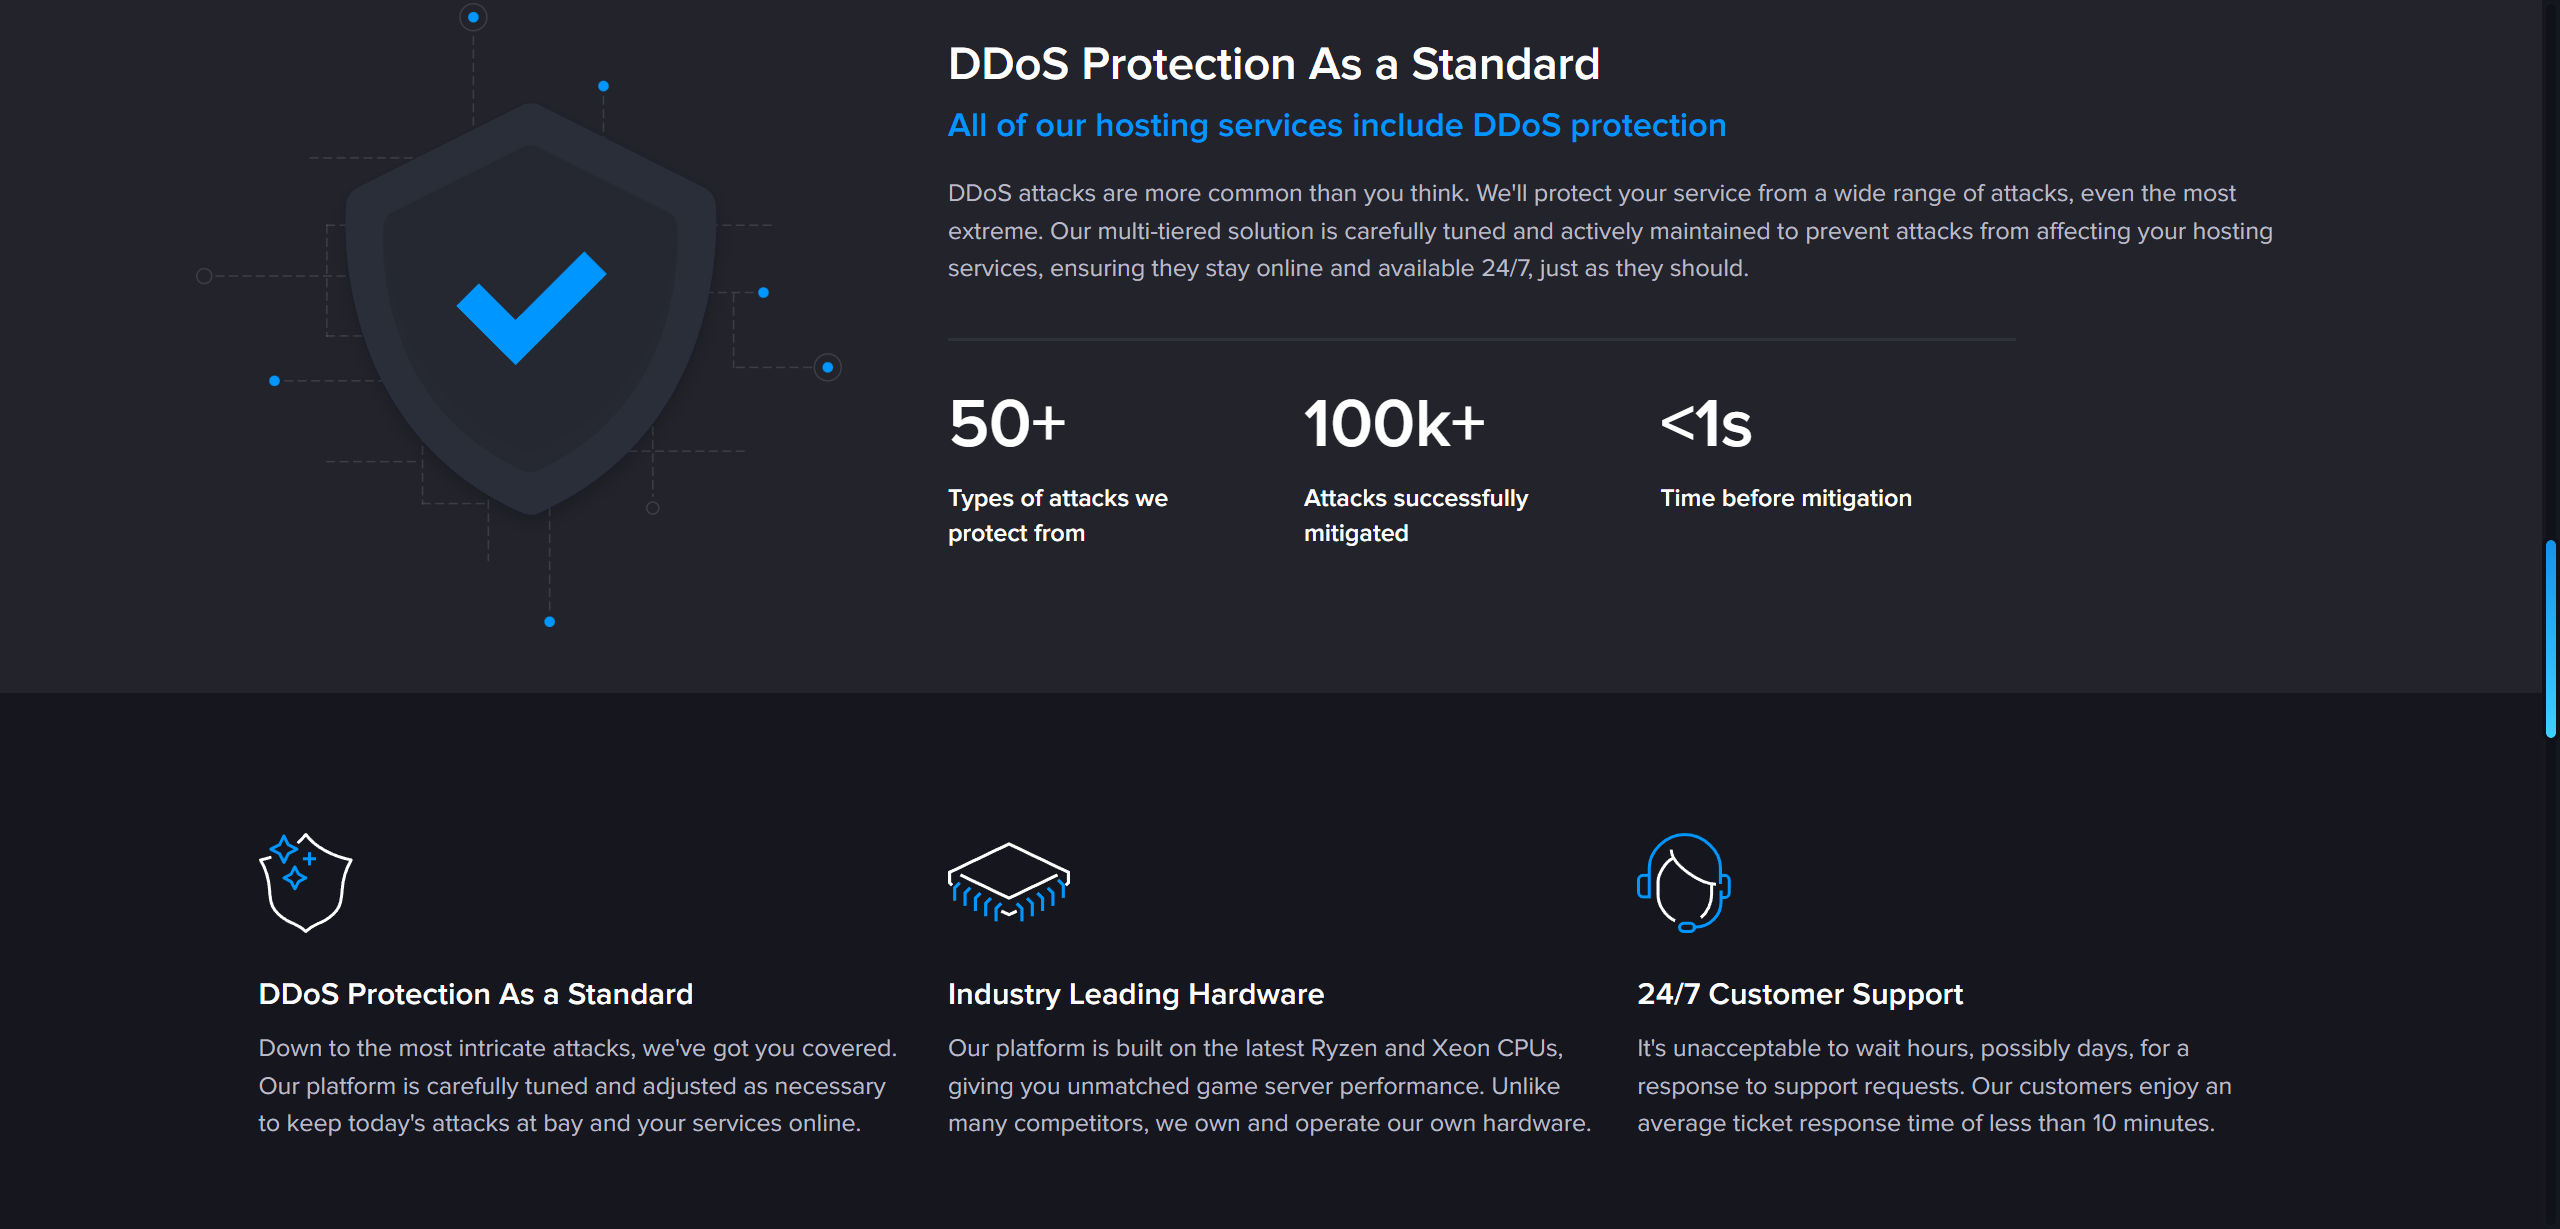 DDoS Protection As a Standard
All of our hosting services include DDoS protection
DDoS attacks are more common than you think. We'll protect your service from a wide range of attacks, even the most
extreme. Our multi-tiered solution is carefully tuned and actively maintained to prevent attacks from affecting your hosting
services, ensuring they stay online and available 24/7, just as they should.
50+
Types of attacks we
protect from
100k+
Attacks successfully
mitigated
<1s
Time before mitigation
DDoS Protection As a Standard
Down to the most intricate attacks, we've got you covered.
Our platform is carefully tuned and adjusted as necessary
to keep today's attacks at bay and your services online.
Industry Leading Hardware
Our platform is built on the latest Ryzen and Xeon CPUs,
giving you unmatched game server performance. Unlike
many competitors, we own and operate our own hardware.
24/7 Customer Support
It's unacceptable to wait hours, possibly days, for a
response to support requests. Our customers enjoy an
average ticket response time of less than 10 minutes.